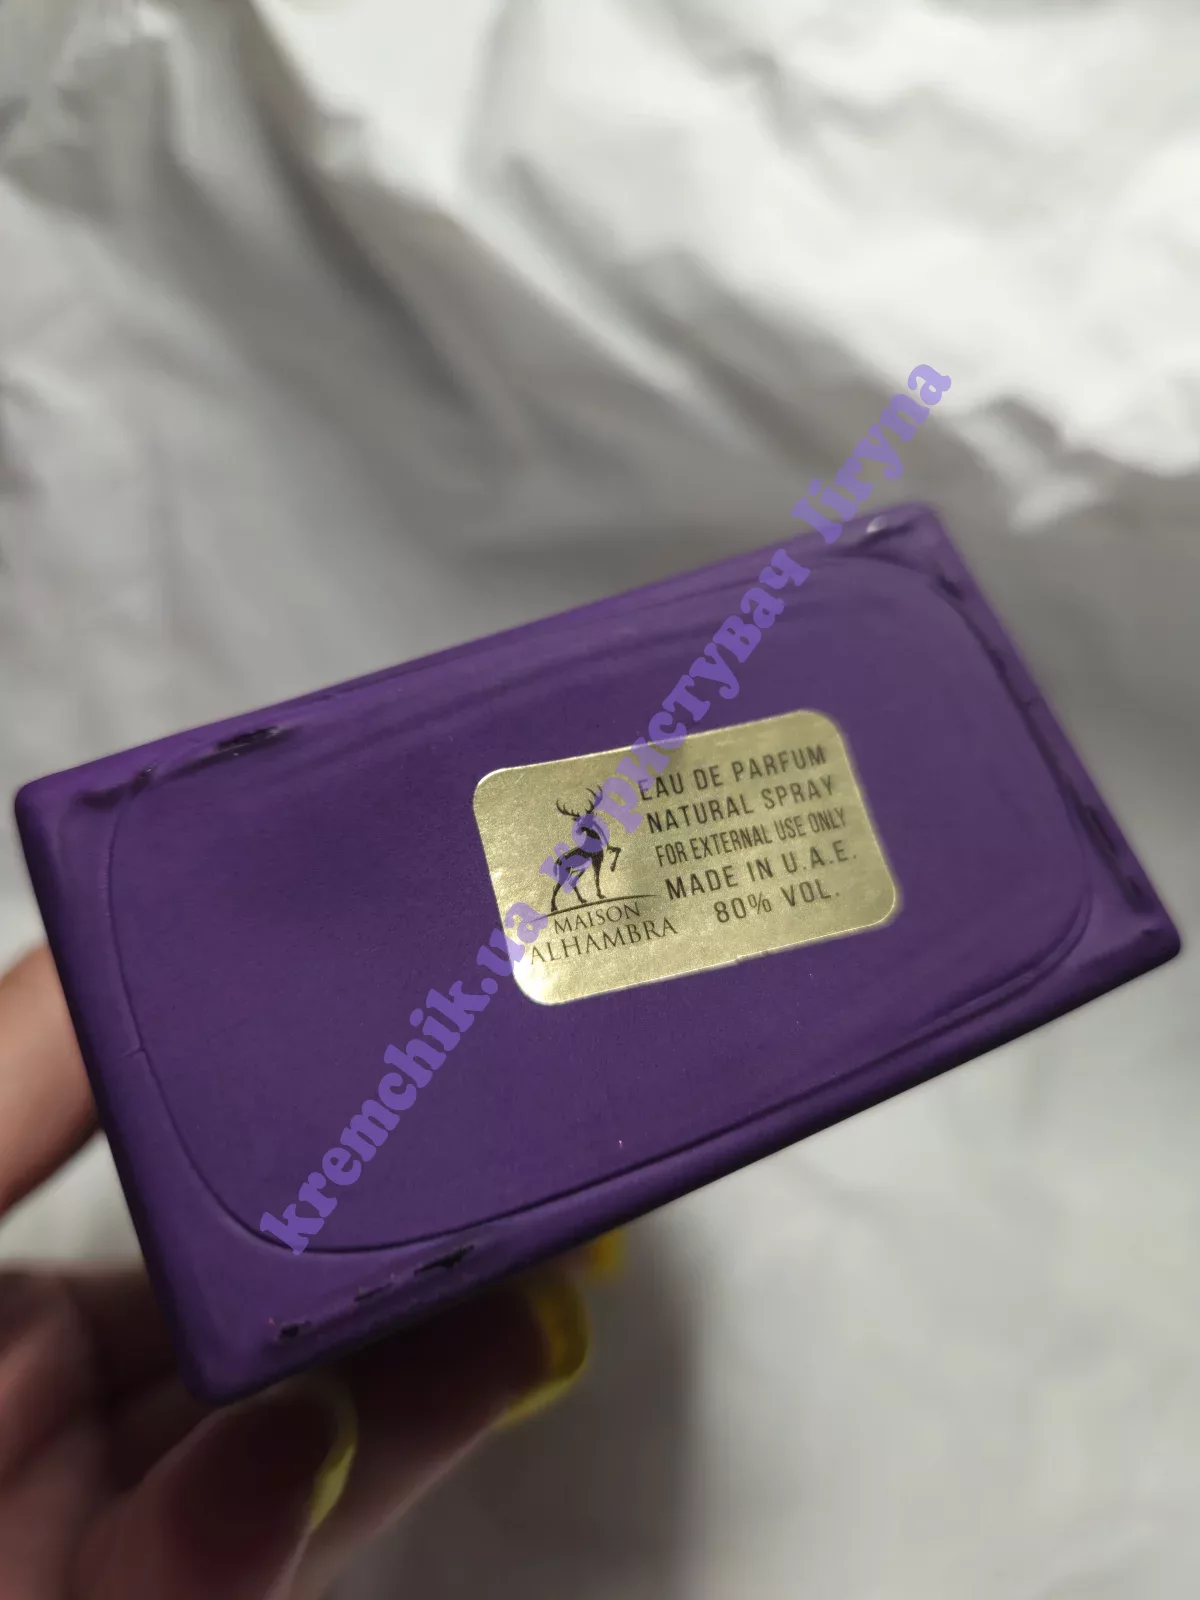 EAU DE PARFUM
NATURAL SPRAY
FOR EXTERNAL USE ONLY
MADE IN U.A.E.
80% VOL.
MAISON
ALHAMBRA
kremchik.ua користувач Iiryna